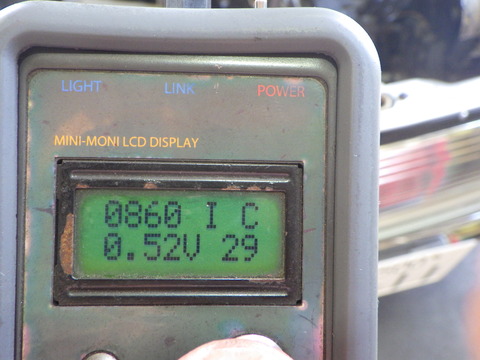 LIGHT LINK POWER
MINI-MONI LCD DISPLAY
0860 I C
0.52V 29